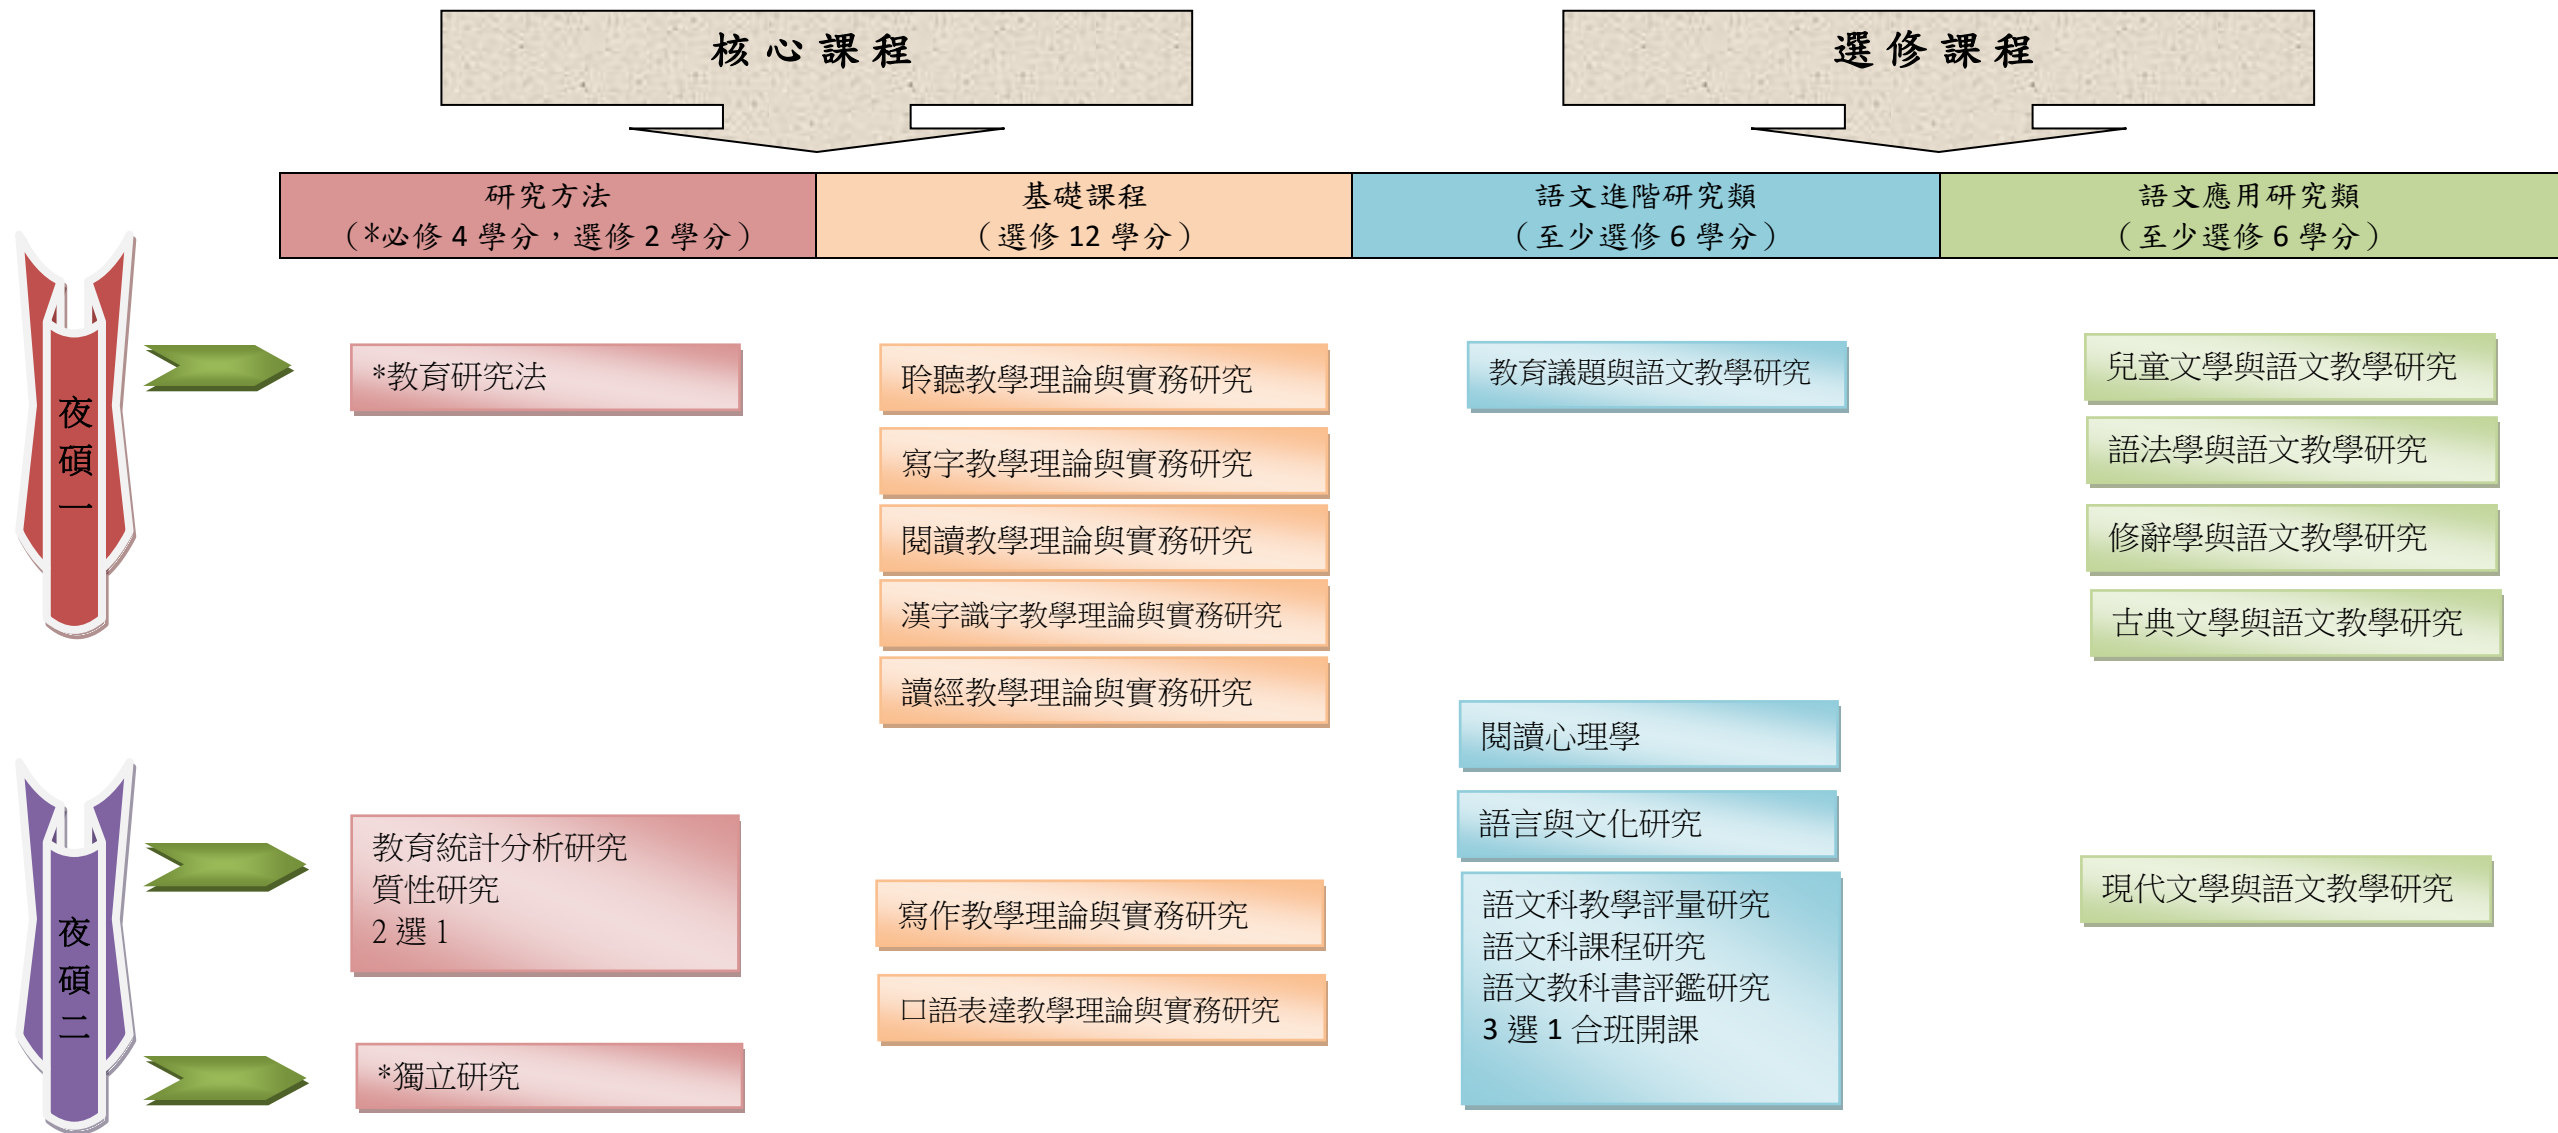 核心課程
選修課程
研究方法
（*必修 4 學分，選修 2 學分）
基礎課程
（選修 12 學分）
語文進階研究類
（至少選修 6 學分）
語文應用研究類
（至少選修 6 學分）
夜碩一
*教育研究法
聆聽教學理論與實務研究
寫字教學理論與實務研究
閱讀教學理論與實務研究
漢字識字教學理論與實務研究
讀經教學理論與實務研究
教育議題與語文教學研究
兒童文學與語文教學研究
語法學與語文教學研究
修辭學與語文教學研究
古典文學與語文教學研究
夜碩二
教育統計分析研究
質性研究
2 選 1
*獨立研究
寫作教學理論與實務研究
口語表達教學理論與實務研究
閱讀心理學
語言與文化研究
語文科教學評量研究
語文科課程研究
語文教科書評鑑研究
3 選 1 合班開課
現代文學與語文教學研究